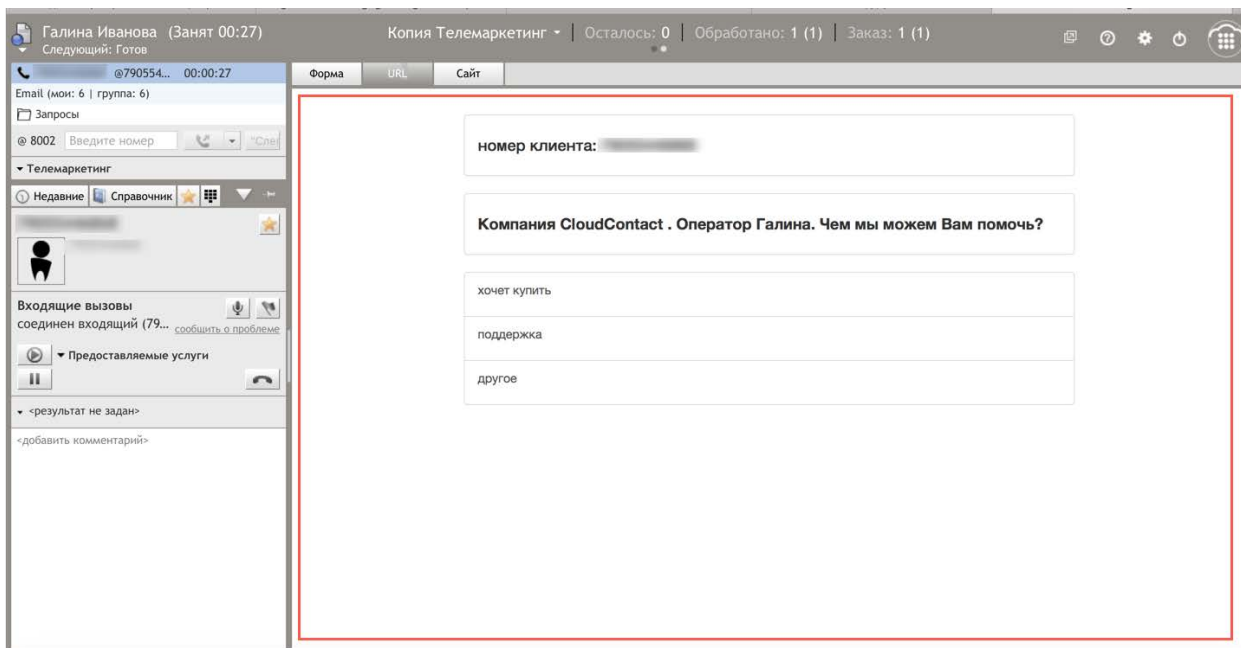 Галина Иванова (Занят 00:27)
Следующий: Готов
Копия Телемаркетинг
Осталось: 0
Обработано: 1 (1)
Заказ: 1 (1)
@790554... 00:00:27
Email (мои: 6 | группа: 6)
Запросы
@ 8002 Введите номер
Телемаркетинг
Недавние Справочник
Входящие вызовы
соединен входящий (79... сообщить о проблеме
Предоставляемые услуги
<результат не задан>
<добавить комментарий>
Форма URL Сайт
номер клиента:
Компания CloudContact . Оператор Галина. Чем мы можем Вам помочь?
хочет купить
поддержка
другое